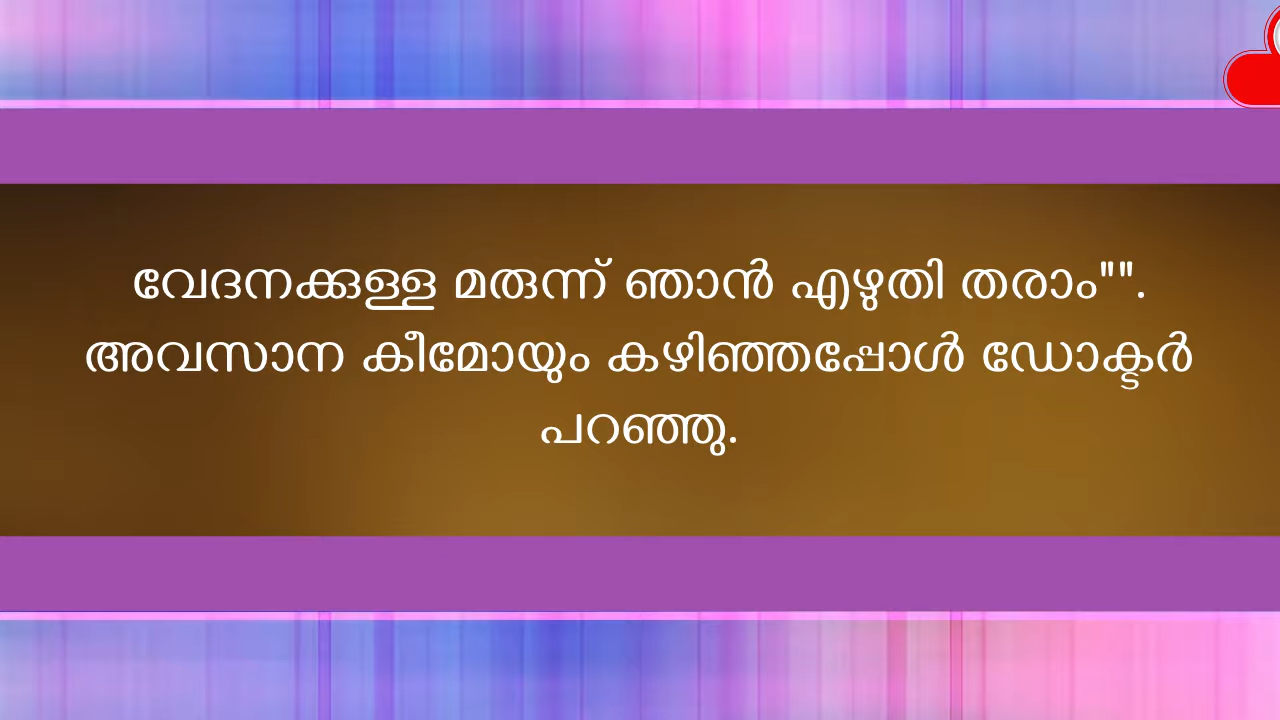 വേദനക്കുള്ള മരുന്ന് ഞാൻ എഴുതി തരാം"".
അവസാന കീമോയും കഴിഞ്ഞപ്പോൾ ഡോക്ടർ
പറഞ്ഞു.